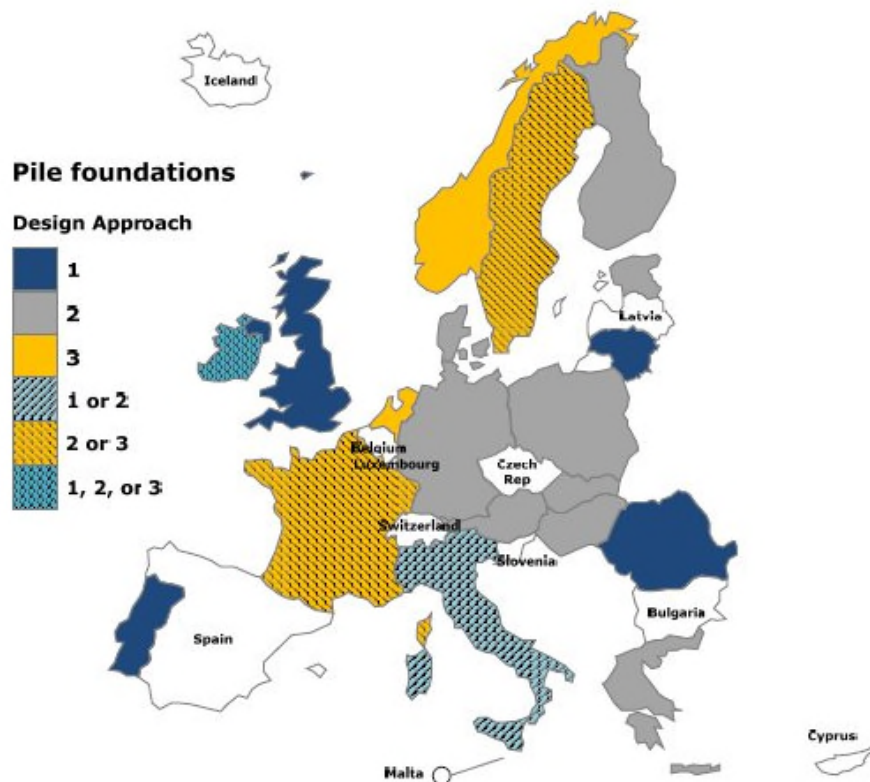 Iceland
Pile foundations
Design Approach
1
2
3
1 or 2
2 or 3
1, 2, or 3
Latvia
Belgium
Luxembourg
Czech
Rep
Switzerland
Slovenia
Bulgaria
Spain
Cyprus
Malta